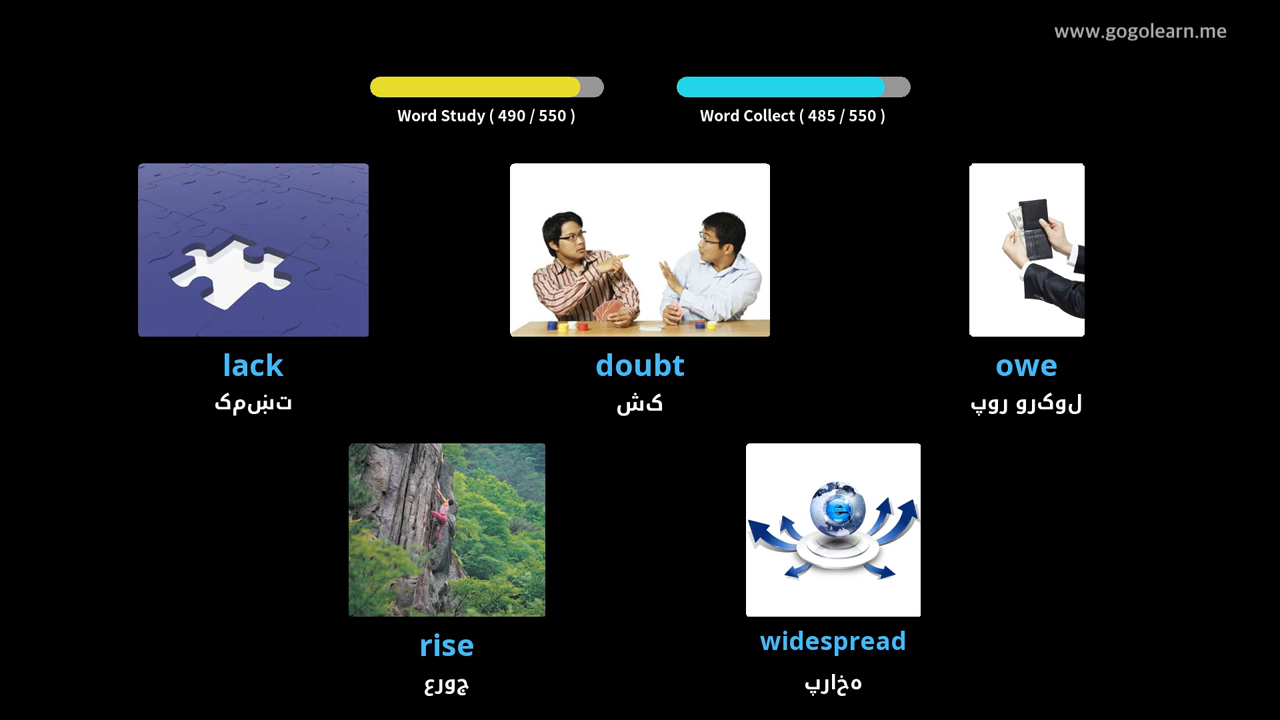 www.gogolearn.me
Word Study ( 490 / 550 )
Word Collect ( 485 / 550 )
lack
کمښت
doubt
شک
owe
پور ورکول
rise
عروج
widespread
پراخه